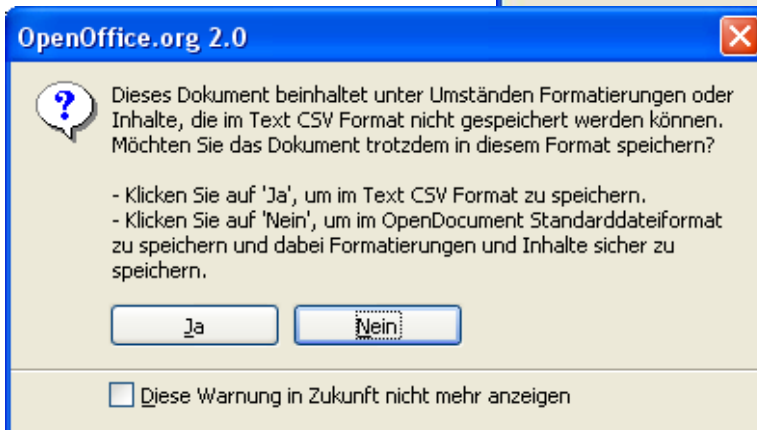 OpenOffice.org 2.0
Dieses Dokument beinhaltet unter Umständen Formatierungen oder
Inhalte, die im Text CSV Format nicht gespeichert werden können.
Möchten Sie das Dokument trotzdem in diesem Format speichern?
- Klicken Sie auf 'Ja', um im Text CSV Format zu speichern.
- Klicken Sie auf 'Nein', um im OpenDocument Standarddateiformat
zu speichern und dabei Formatierungen und Inhalte sicher zu
speichern.
Ja
Nein
Diese Warnung in Zukunft nicht mehr anzeigen